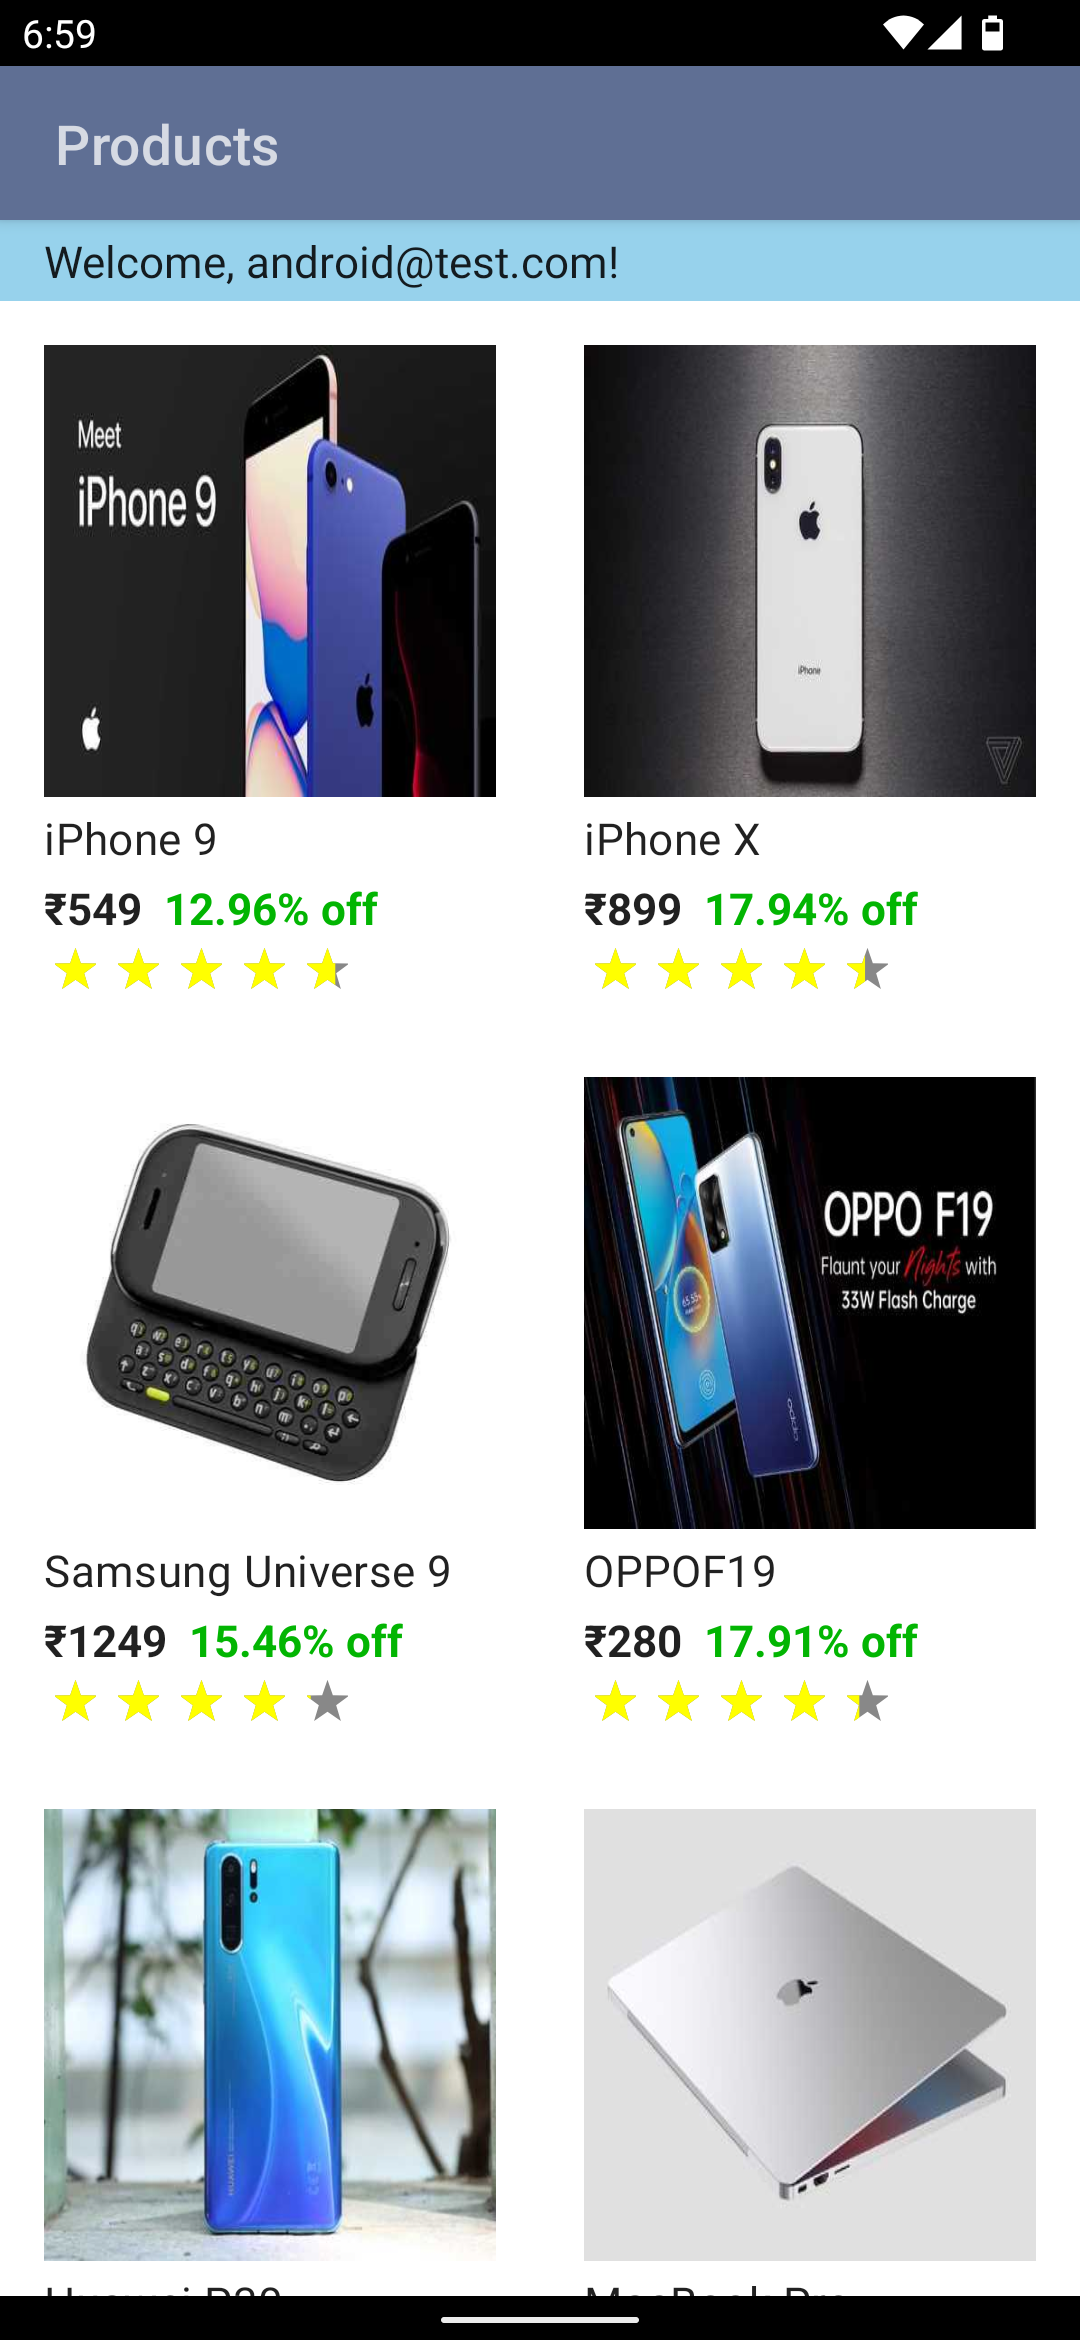 6:59
Products
Welcome, android@test.com!
Meet
iPhone 9
iPhone
iPhone 9
₹549 12.96% off
iPhone X
₹899 17.94% off
OPPO F19
Flaunt your Nights with
33W Flash Charge
oppo
Samsung Universe 9
₹1249 15.46% off
OPPOF19
₹280 17.91% off
HUAWEI